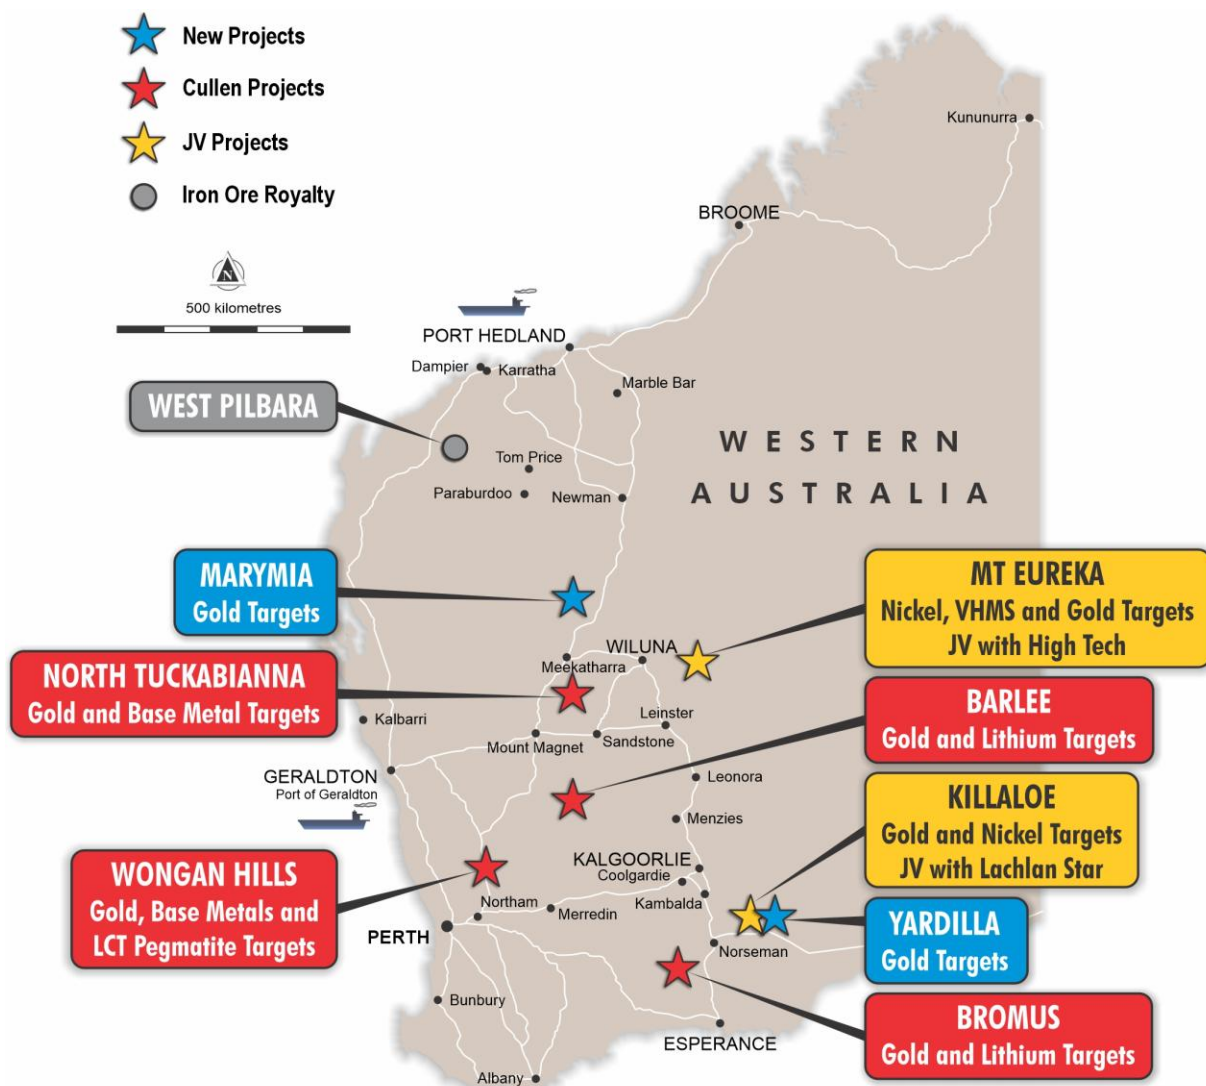 New Projects
Cullen Projects
JV Projects
Iron Ore Royalty
N
500 kilometres
Kununurra
BROOME
PORT HEDLAND
Dampier
Karratha
Marble Bar
WEST PILBARA
WESTERN
AUSTRALIA
Tom Price
Paraburdoo
Newman
MARYMIA
Gold Targets
MT EUREKA
Nickel, VHMS and Gold Targets
JV with High Tech
WILUNA
Meekatharra
NORTH TUCKABIANNA
Gold and Base Metal Targets
Kalbarri
Leinster
Mount Magnet
Sandstone
BARLEE
Gold and Lithium Targets
GERALDTON
Port of Geraldton
Leonora
Menzies
KILLALOE
Gold and Nickel Targets
JV with Lachlan Star
WONGAN HILLS
Gold, Base Metals and
LCT Pegmatite Targets
KALGOORLIE
Coolgardie
Kambalda
Northam
Merredin
PERTH
Norseman
YARDILLA
Gold Targets
Bunbury
BROMUS
Gold and Lithium Targets
ESPERANCE
Albany